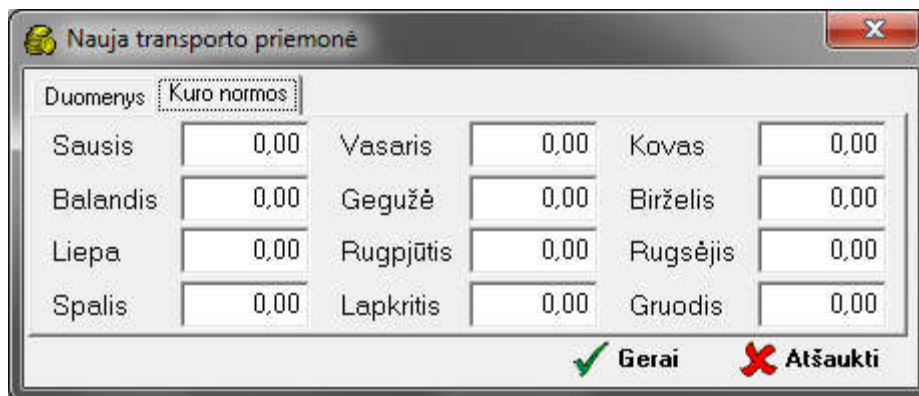 Nauja transporto priemonė
Duomenys Kuro normos
Sausis 0,00 Vasaris 0,00 Kovas 0,00
Balandis 0,00 Gegužė 0,00 Birželis 0,00
Liepa 0,00 Rugpjūtis 0,00 Rugsėjis 0,00
Spalis 0,00 Lapkritis 0,00 Gruodis 0,00
Gerai Atšaukti